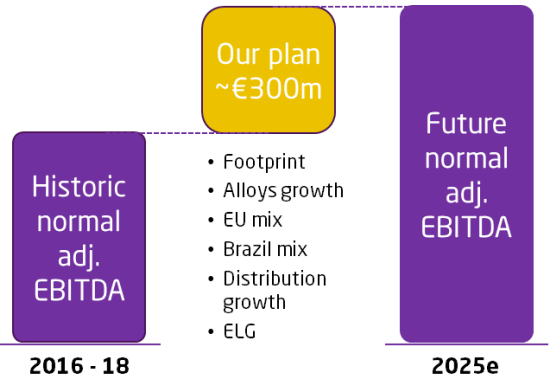 Our plan
~€300m
Historic
normal
adj.
EBITDA
• Footprint
• Alloys growth
• EU mix
• Brazil mix
• Distribution
growth
• ELG
Future
normal
adj.
EBITDA
2016 - 18
2025e